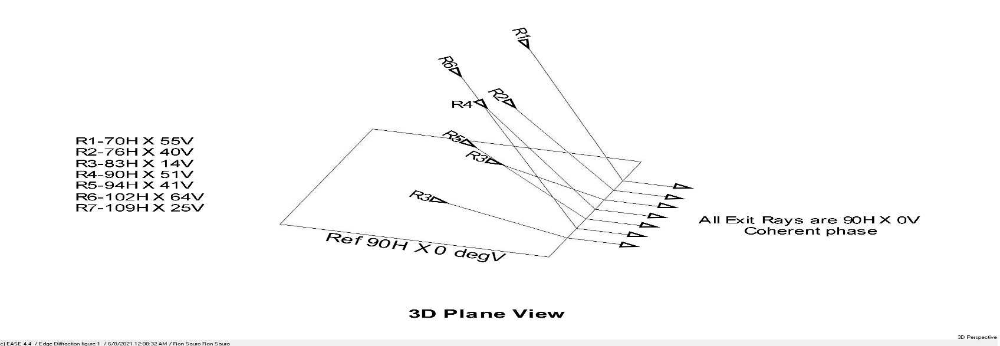 R1
R6
R2
R4
R5
R3
R3
R1-70H X 55V
R2-76H X 40V
R3-83H X 14V
R4-90H X 51V
R5-94H X 41V
R6-102H X 64V
R7-109H X 25V
All Exit Rays are 90H X 0V
Coherent phase
Ref 90H X 0 degV
3D Plane View
3D Perspective
c) EASE 4.4 / Edge Diffraction figure 1 / 6/8/2021 12:08:32 AM / Ron Sauro Ron Sauro